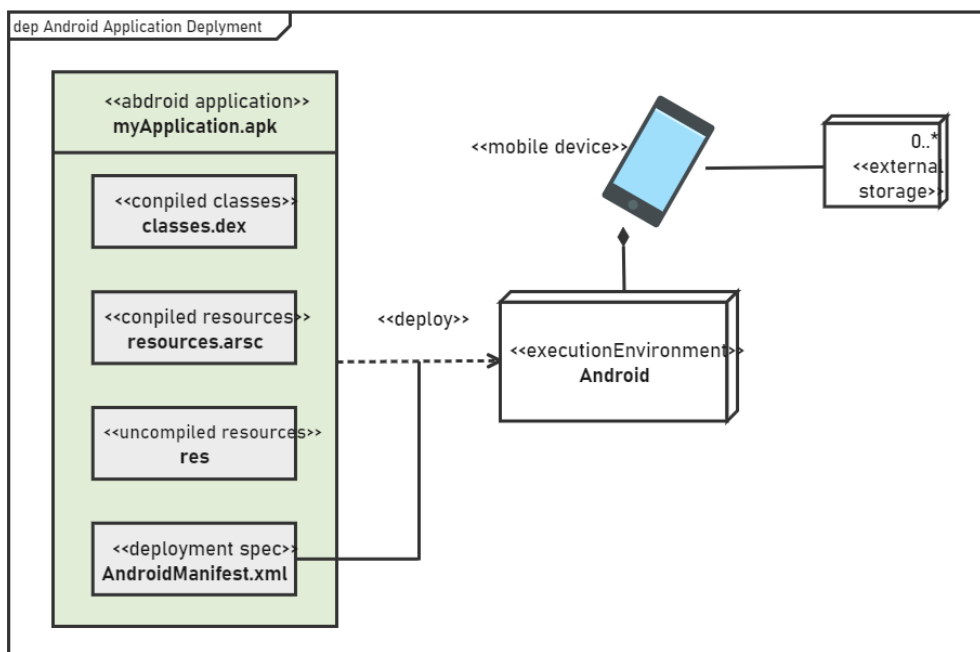 dep Android Application Deplyment
<<abdroid application>>
myApplication.apk
<<conpiled classes>>
classes.dex
<<conpiled resources>>
resources.arsc
<<uncompiled resources>>
res
<<deployment spec>>
AndroidManifest.xml
<<deploy>>
<<mobile device>>
0..*
<<external
storage>>
<<executionEnvironment>>
Android